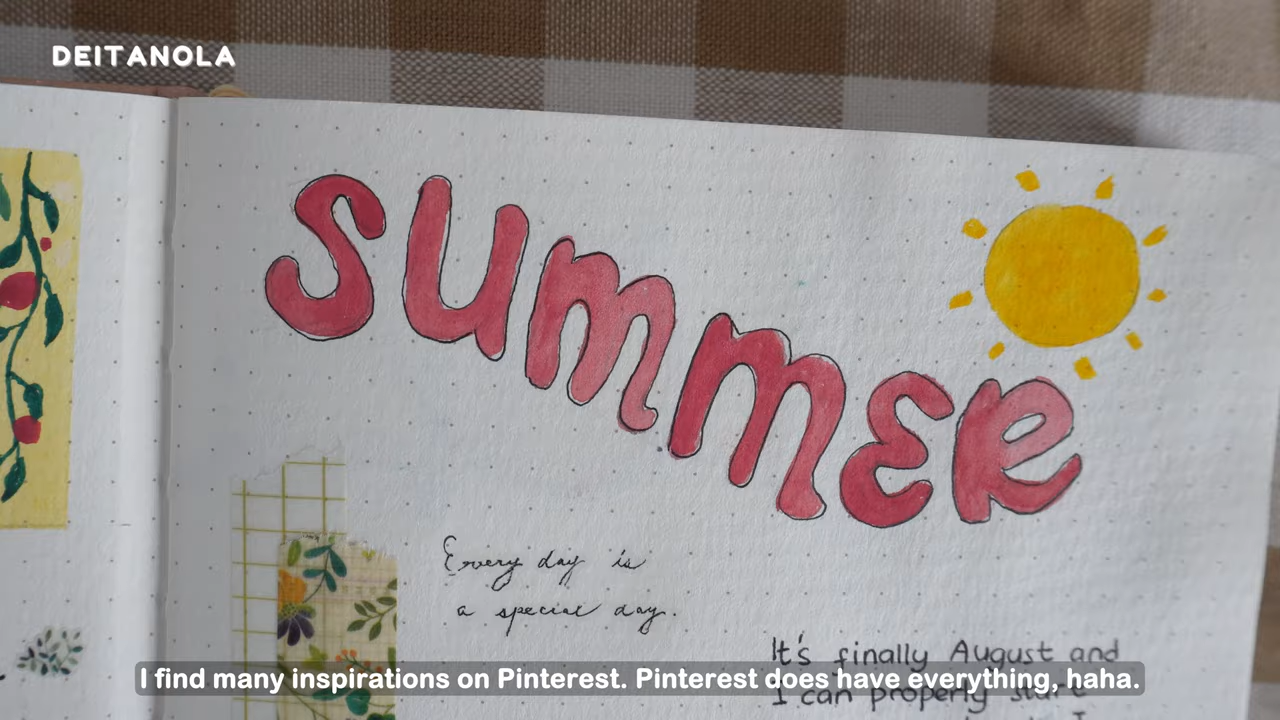 DEITANOLA
SUMMER
Every day is
a special day.
It's finally August and
I can properly start
I find many inspirations on Pinterest. Pinterest does have everything, haha.